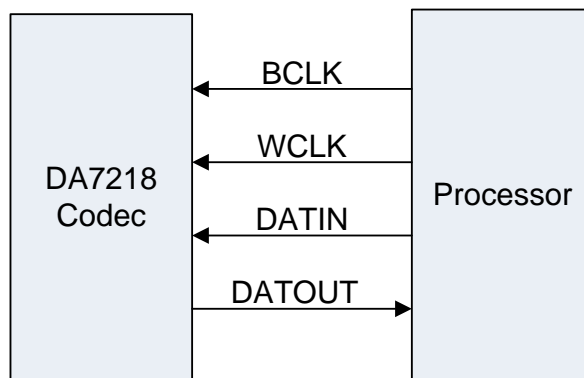 DA7218
Codec
BCLK
WCLK
DATIN
DATOUT
Processor